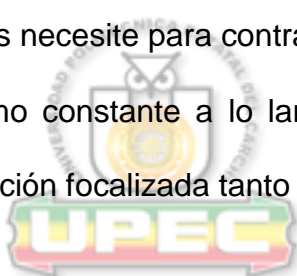 s necesite para contra
no constante a lo lar
ción focalizada tanto
UPEC